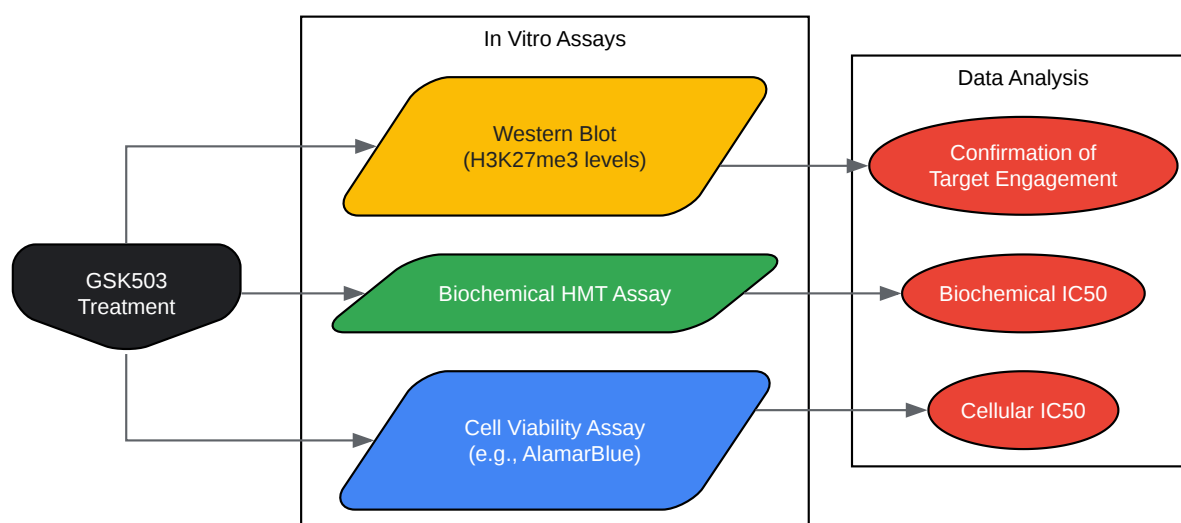 In Vitro Assays
Data Analysis
Western Blot
(H3K27me3 levels)
Confirmation of
Target Engagement
GSK503
Treatment
Biochemical HMT Assay
Biochemical IC50
Cell Viability Assay
(e.g., AlamarBlue)
Cellular IC50